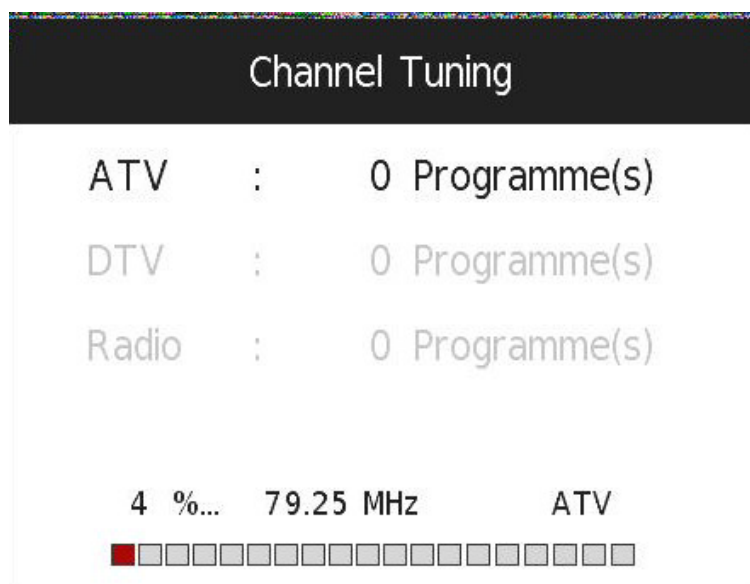 Channel Tuning
ATV : 0 Programme(s)
DTV : 0 Programme(s)
Radio : 0 Programme(s)
4 %... 79.25 MHz ATV